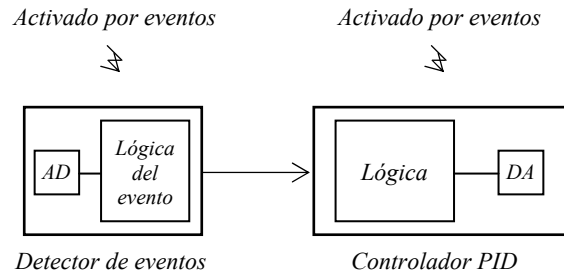 Activado por eventos
Activado por eventos
AD
Lógica
del
evento
Lógica
DA
Detector de eventos
Controlador PID